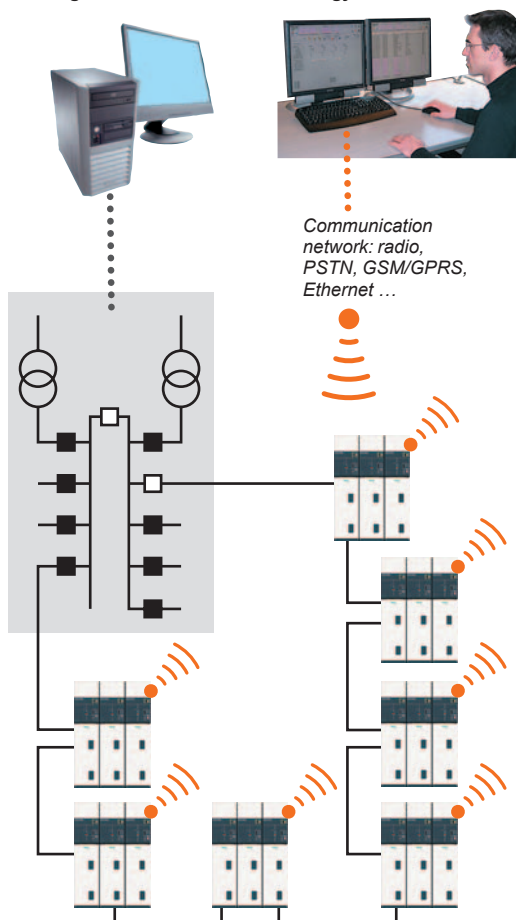 Communication
network: radio,
PSTN, GSM/GPRS,
Ethernet …